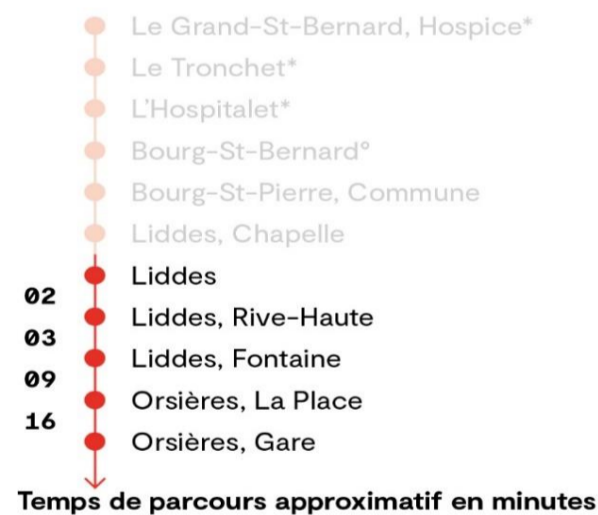 Le Grand-St-Bernard, Hospice*
Le Tronchet*
L'Hospitalet*
Bourg-St-Bernard°
Bourg-St-Pierre, Commune
Liddes, Chapelle
Liddes
02
Liddes, Rive-Haute
03
Liddes, Fontaine
09
Orsières, La Place
16
Orsières, Gare
Temps de parcours approximatif en minutes